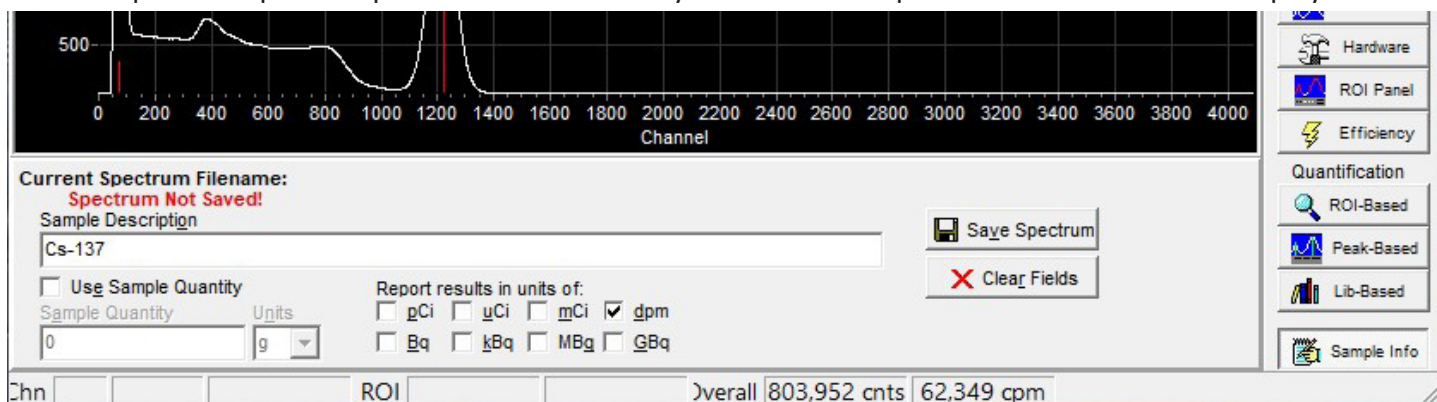 500
Hardware
ROI Panel
0 200 400 600 800 1000 1200 1400 1600 1800 2000 2200 2400 2600 2800 3000 3200 3400 3600 3800 4000
Channel
Efficiency
Current Spectrum Filename:
Spectrum Not Saved!
Quantification
Sample Description
ROI-Based
Cs-137
Save Spectrum
Peak-Based
Use Sample Quantity
Report results in units of:
Clear Fields
Sample Quantity Units
pCi uCi mCi dpm
Lib-Based
0 g
Bq kBq MBq GBq
Sample Info
Chn ROI Overall 803,952 cnts 62,349 cpm